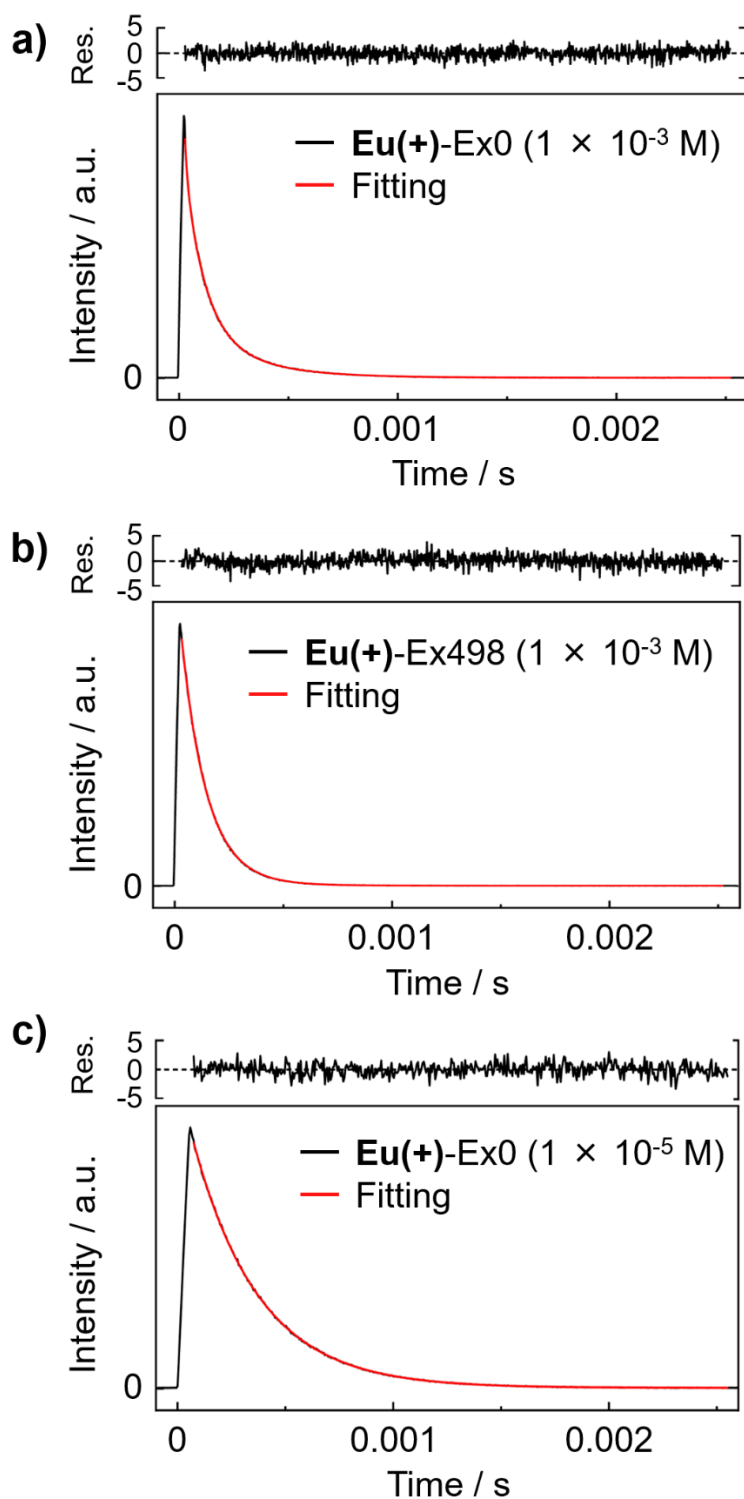 a)
Res.
5
0
-5
Eu(+)-Ex0 (1 × 10⁻³ M)
Fitting
Intensity / a.u.
0
0 0.001 0.002
Time / s
b)
Res.
5
0
-5
Eu(+)-Ex498 (1 × 10⁻³ M)
Fitting
Intensity / a.u.
0
0 0.001 0.002
Time / s
c)
Res.
5
0
-5
Eu(+)-Ex0 (1 × 10⁻⁵ M)
Fitting
Intensity / a.u.
0
0 0.001 0.002
Time / s